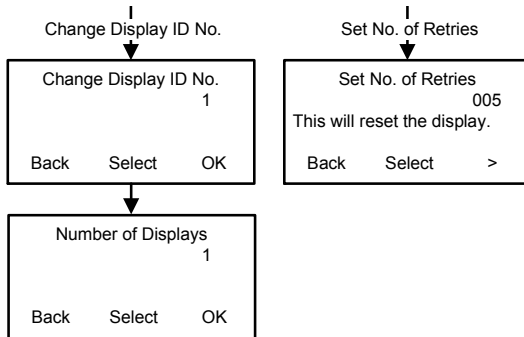 Change Display ID No.
Change Display ID No.
1
Back Select OK
Number of Displays
1
Back Select OK
Set No. of Retries
Set No. of Retries
005
This will reset the display.
Back Select >